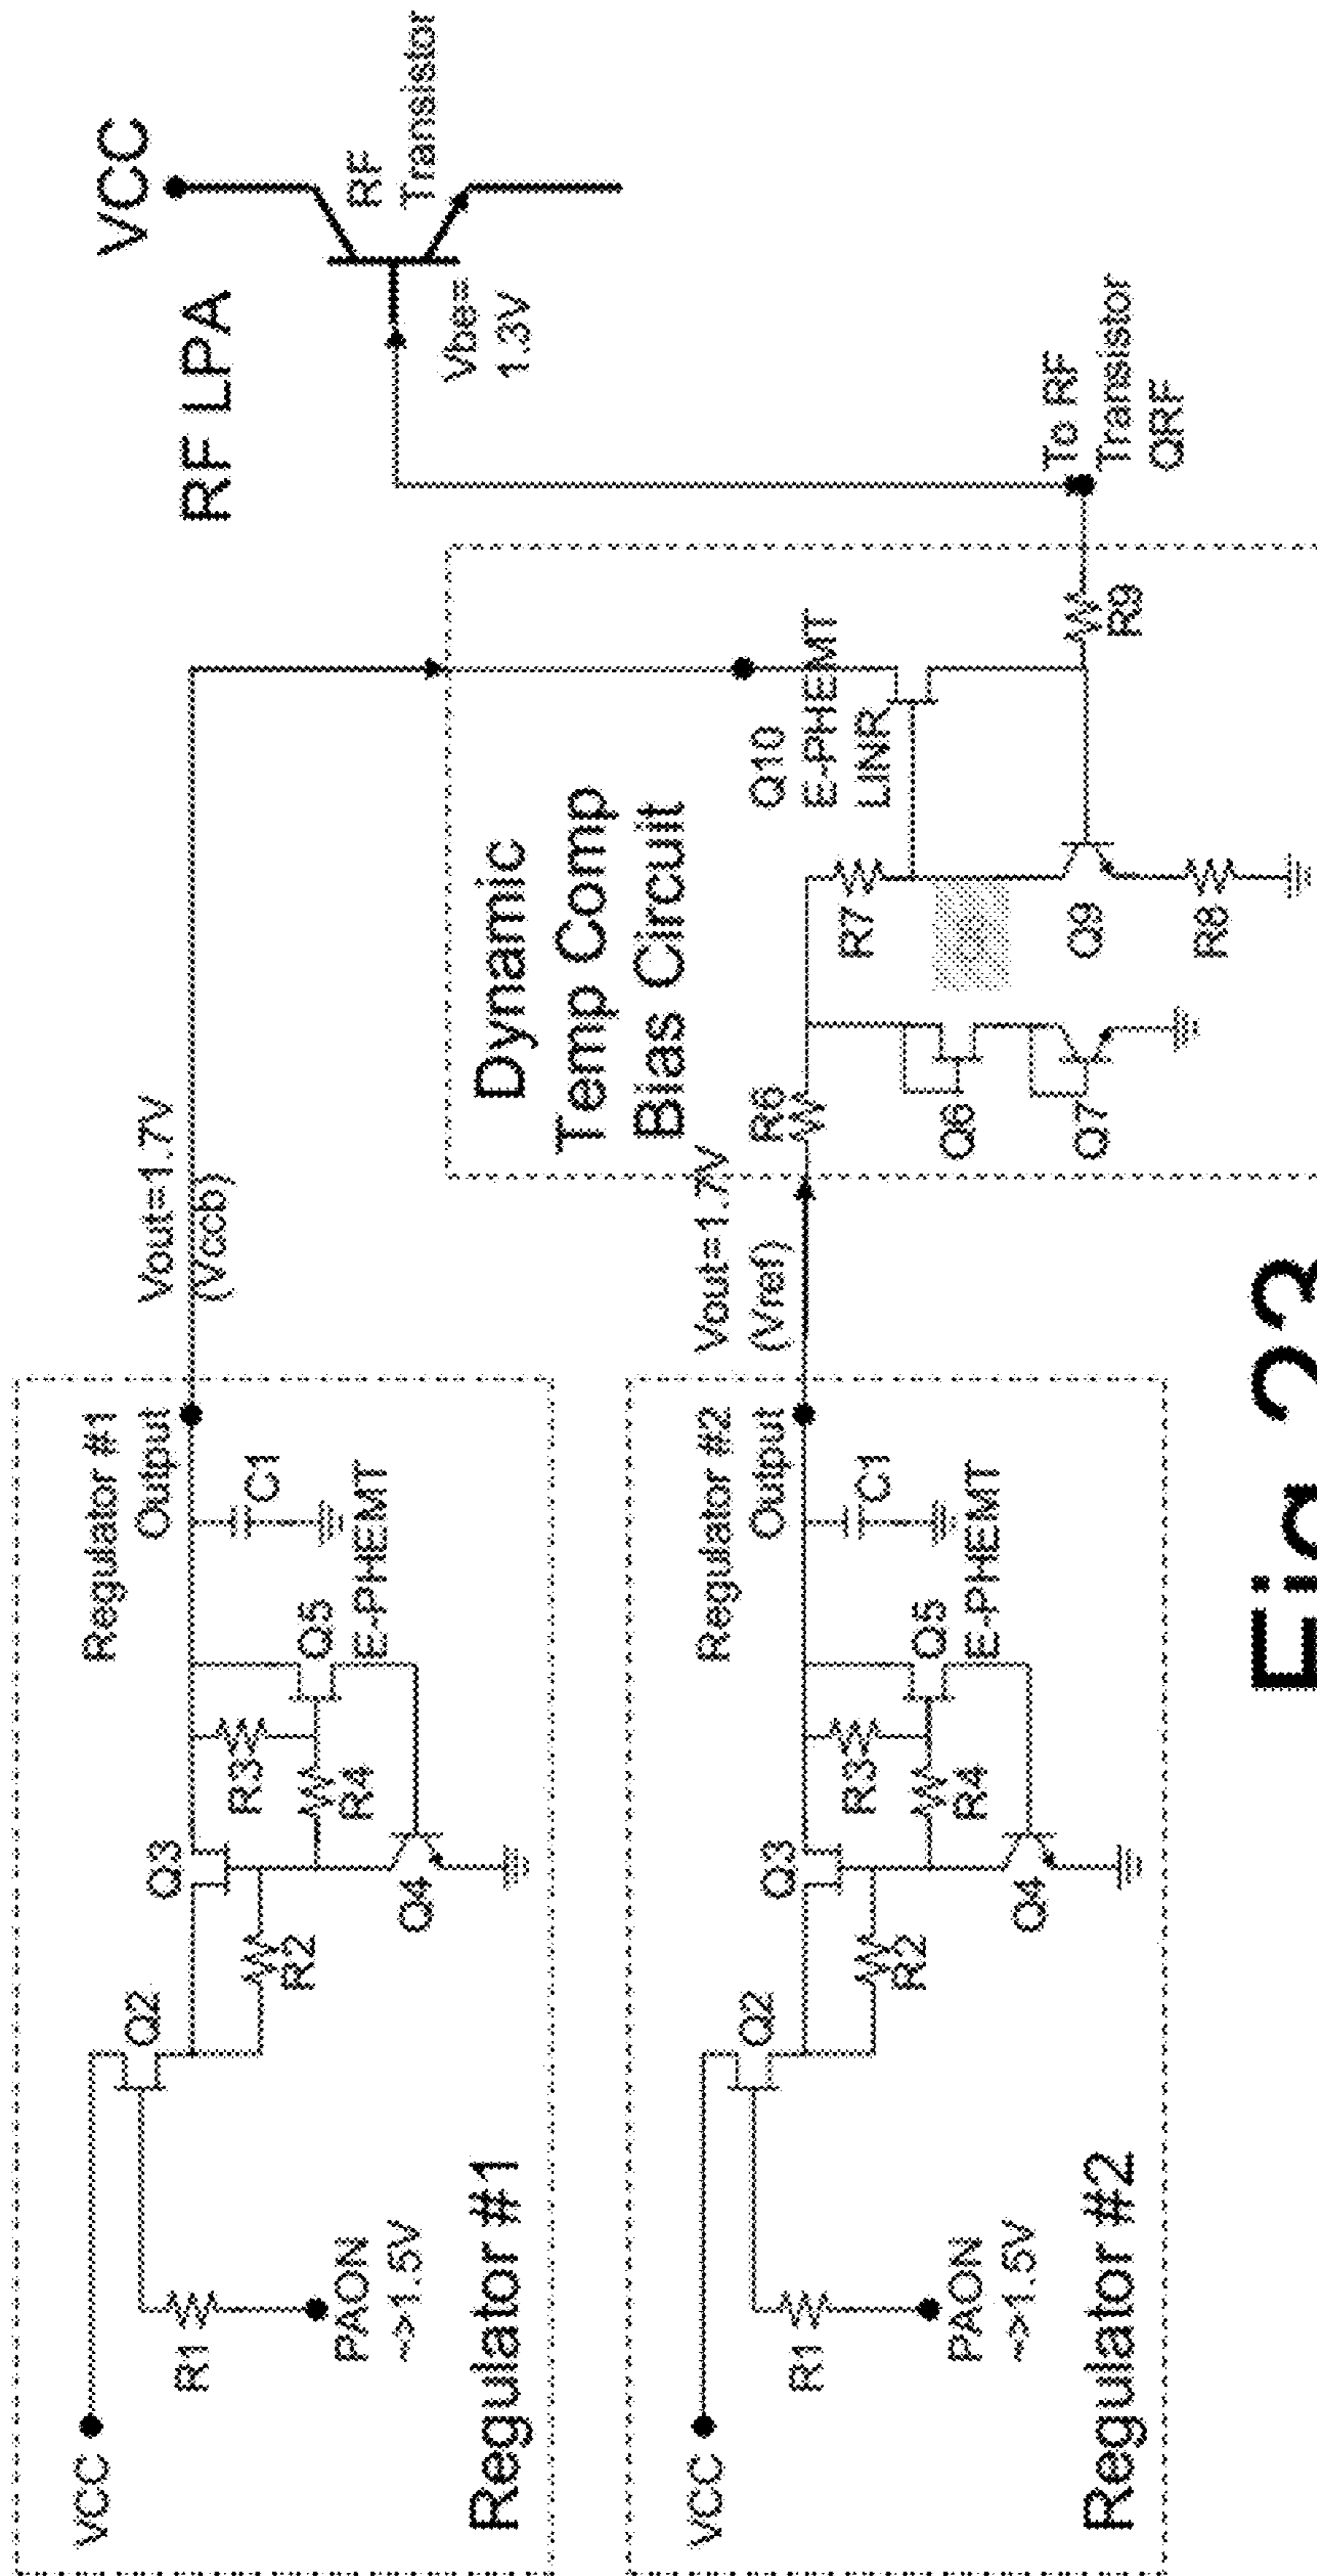 VCC
Q2
R1
PAON
~>1.5V
R2
Q3
R3
R4
Q4
Q5
E-PHEMT
C1
Regulator #1
Output
Regulator #1
Vout=1.7V
(Vccb)
RF LPA
VCC
RF
Transistor
Vbe=
1.3V
VCC
Q2
R1
PAON
~>1.5V
R2
Q3
R3
R4
Q4
Q5
E-PHEMT
C1
Regulator #2
Output
Regulator #2
Vout=1.7V
(Vref)
Dynamic
Temp Comp
Bias Circuit
R6
Q6
Q7
R7
Q9
R8
Q10
E-PHEMT
LINR
R9
To RF
Transistor
QRF
Fig 23